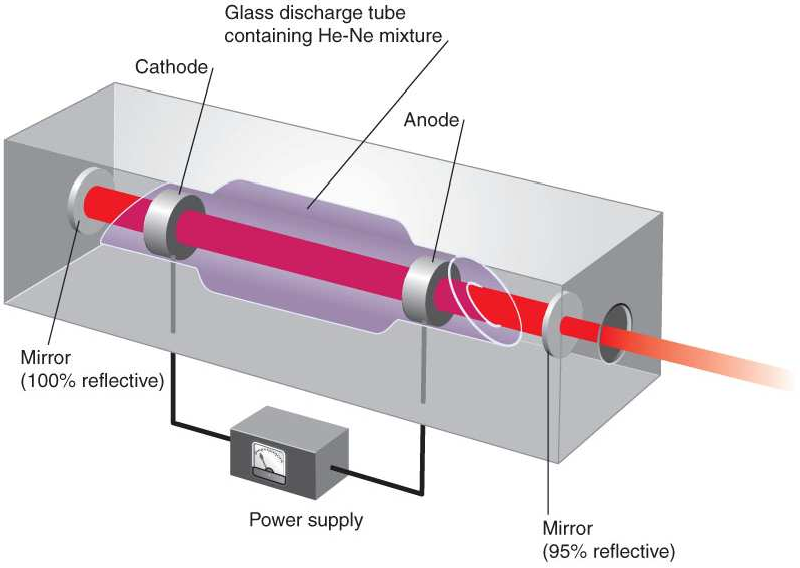 Glass discharge tube
containing He-Ne mixture
Cathode
Anode
Mirror
(100% reflective)
Power supply
Mirror
(95% reflective)